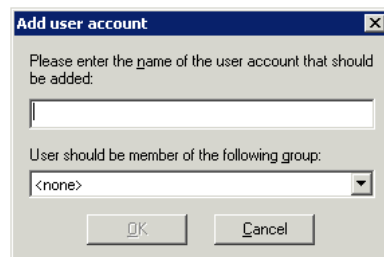 Add user account
Please enter the name of the user account that should
be added:
User should be member of the following group:
<none>
OK
Cancel